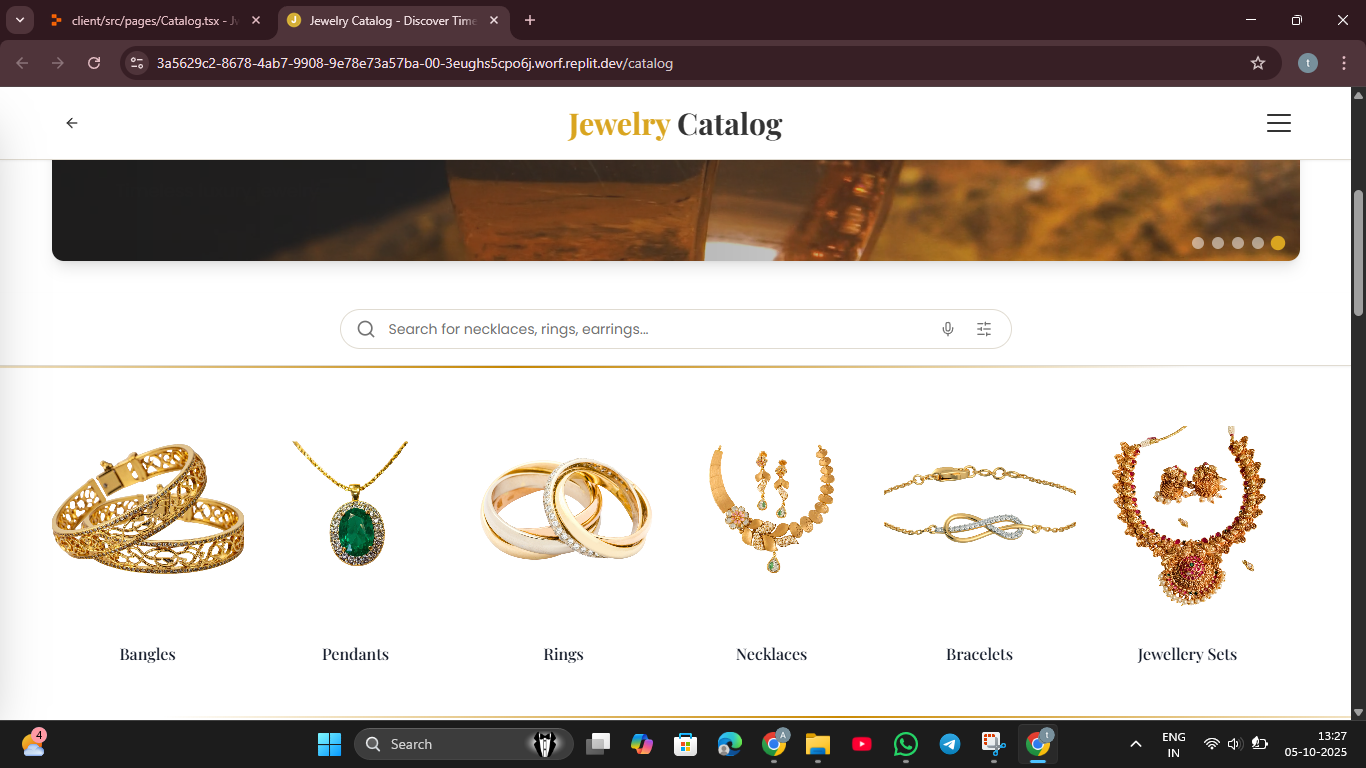 client/src/pages/Catalog.tsx - Jw
J
Jewelry Catalog - Discover Time
3a5629c2-8678-4ab7-9908-9e78e73a57ba-00-3eughs5cpo6j.worf.replit.dev/catalog
t
Jewelry Catalog
Search for necklaces, rings, earrings...
Bangles
Pendants
Rings
Necklaces
Bracelets
Jewellery Sets
4
Search
A
t
ENG
IN
13:27
05-10-2025